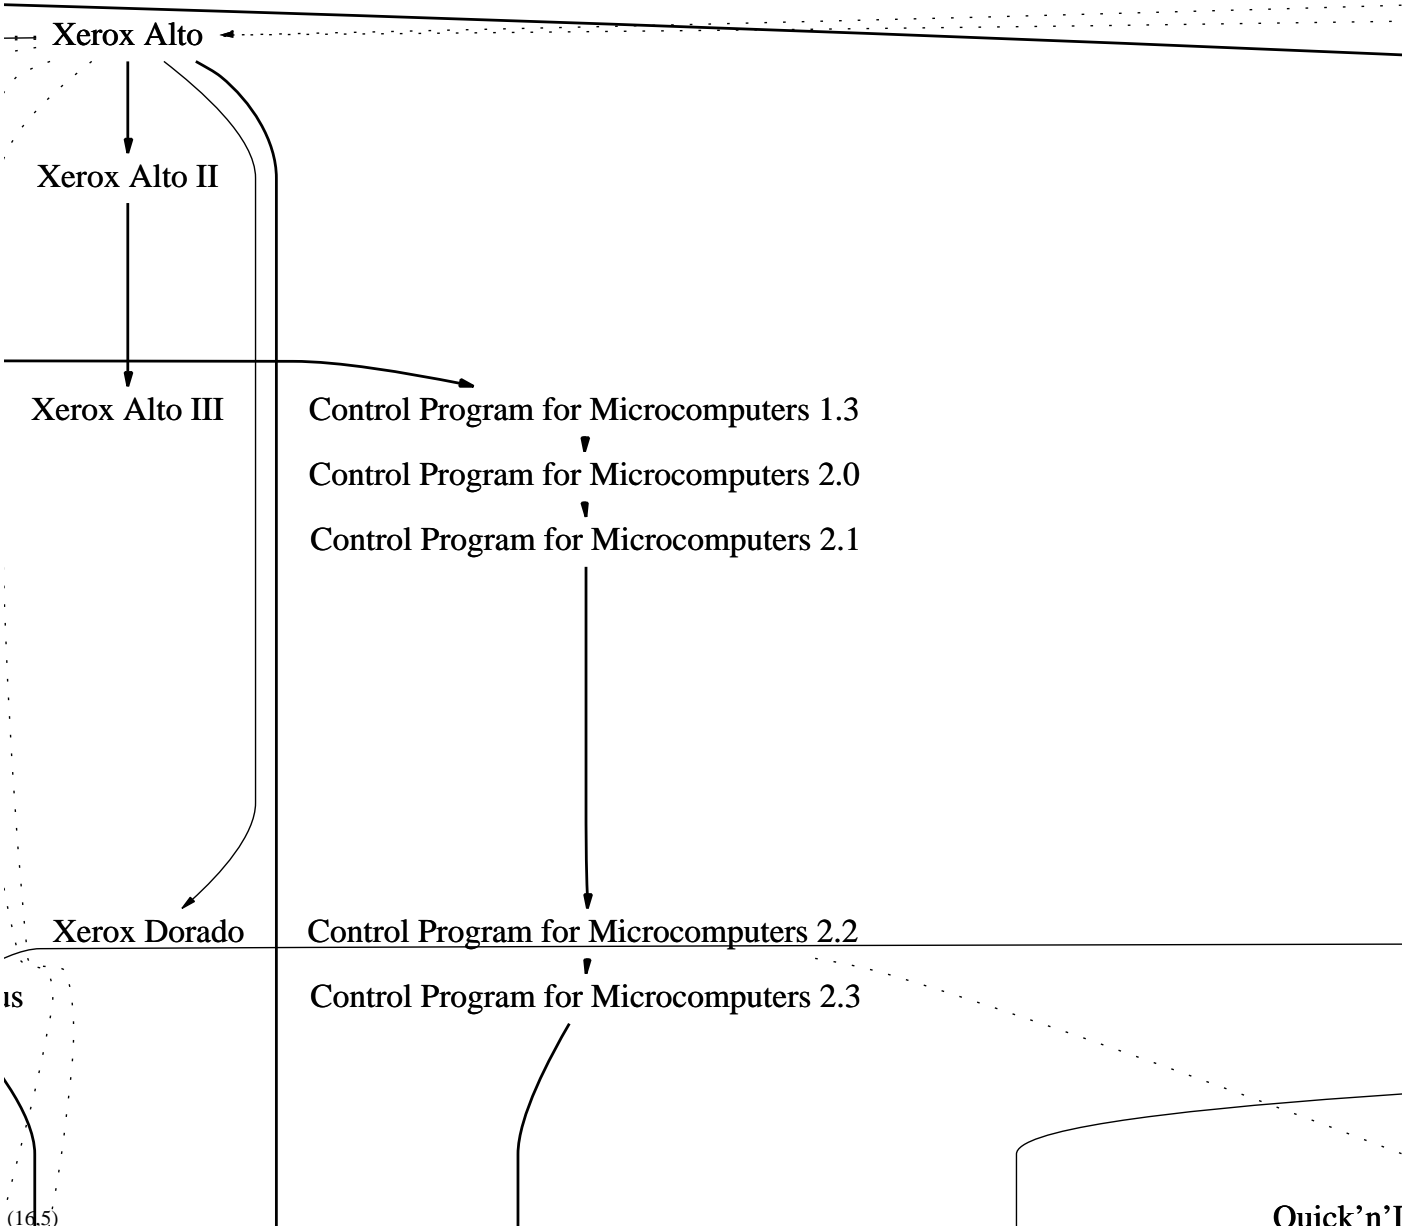 Xerox Alto
Xerox Alto II
Xerox Alto III
Control Program for Microcomputers 1.3
Control Program for Microcomputers 2.0
Control Program for Microcomputers 2.1
Xerox Dorado
Control Program for Microcomputers 2.2
us
Control Program for Microcomputers 2.3
(16,5)
Quick'n'